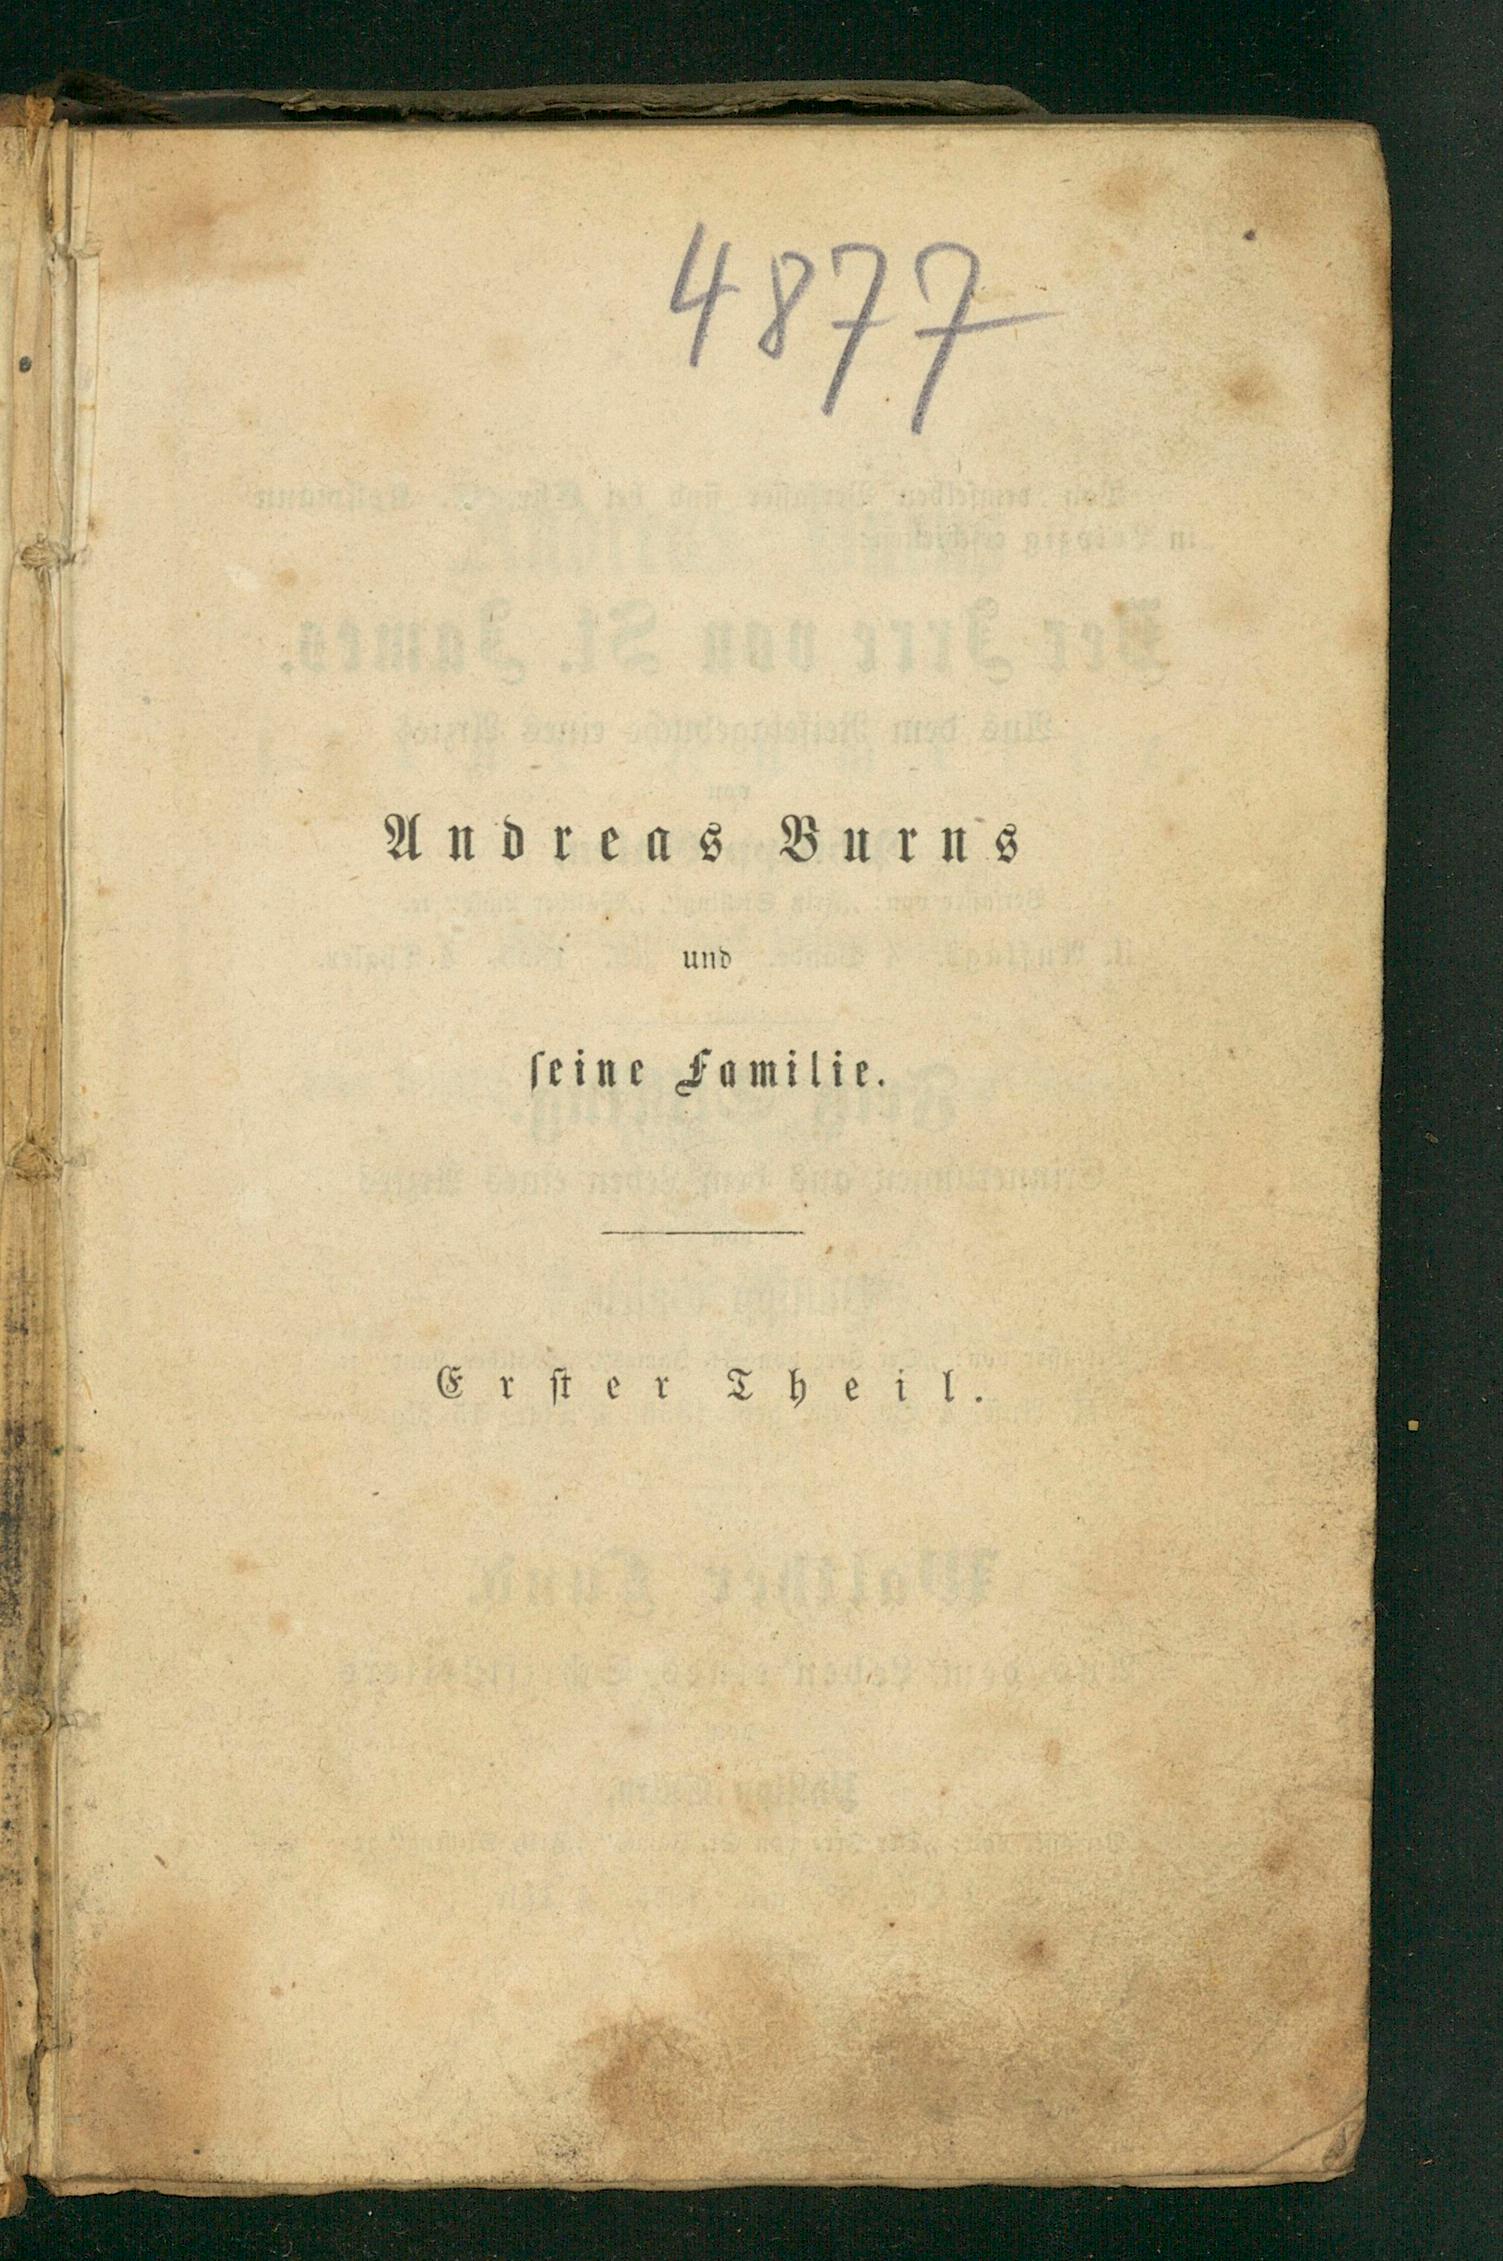 4877
Andreas Burns
und
ſeine Familie.
Erſter Theil.